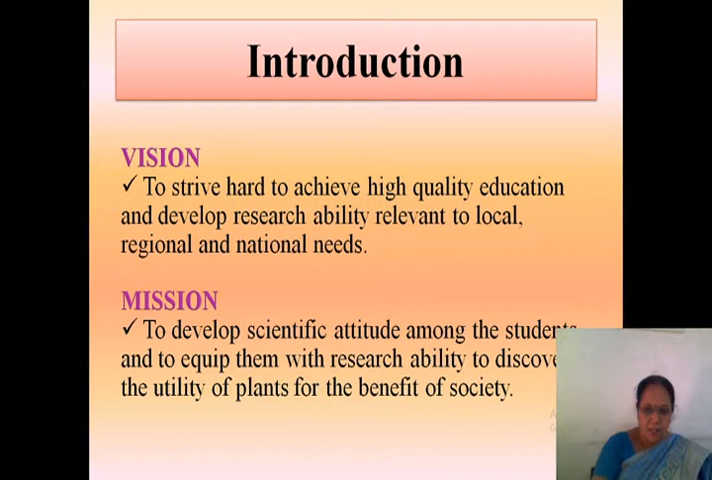 Introduction
VISION
✓ To strive hard to achieve high quality education
and develop research ability relevant to local,
regional and national needs.
MISSION
✓ To develop scientific attitude among the students
and to equip them with research ability to discove
the utility of plants for the benefit of society.